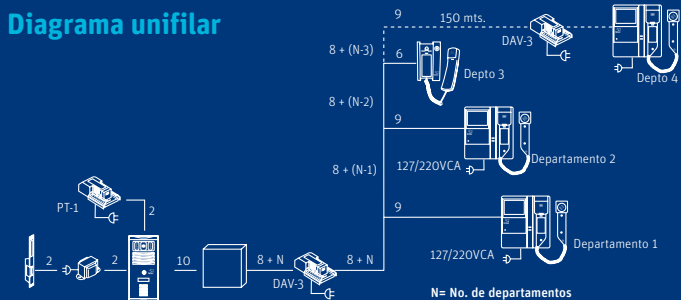 Diagrama unifilar
9
150 mts.
DAV-3
8 + (N-3)
6
Depto 3
Depto 4
8 + (N-2)
9
127/220VCA
Departamento 2
8 + (N-1)
PT-1
2
9
127/220VCA
Departamento 1
2
2
10
8 + N
DAV-3
8 + N
N= No. de departamentos